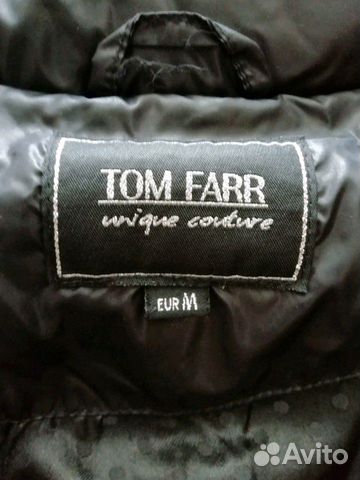 TOM FARR
unique couture
EUR M
Avito